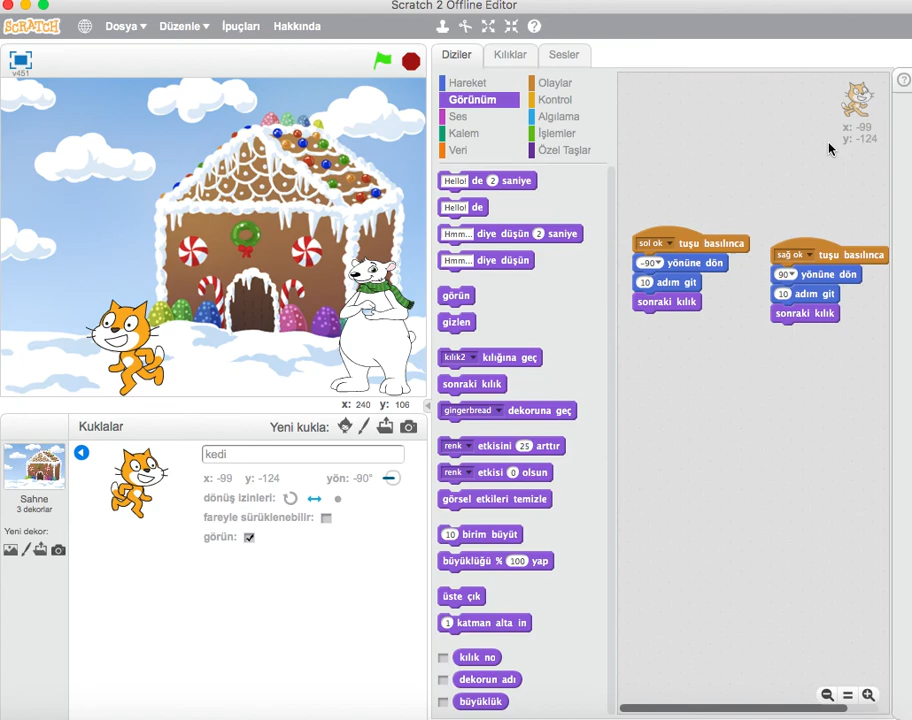 Scratch 2 Offline Editor
SCRATCH Dosya Düzenle İpuçları Hakkında
v451
Diziler Kılıklar Sesler
Hareket Olaylar
Görünüm Kontrol
Ses Algılama
Kalem İşlemler
Veri Özel Taşlar
Hello! de 2 saniye
Hello! de
Hmm... diye düşün 2 saniye
Hmm... diye düşün
görün
gizlen
kılık2 kılığına geç
sonraki kılık
gingerbread dekoruna geç
renk etkisini 25 arttır
renk etkisi 0 olsun
görsel etkileri temizle
10 birim büyüt
büyüklüğü % 100 yap
üste çık
1 katman alta in
kılık no
dekorun adı
büyüklük
x: -99
y: -124
sol ok tuşu basılınca
-90 yönüne dön
10 adım git
sonraki kılık
sağ ok tuşu basılınca
90 yönüne dön
10 adım git
sonraki kılık
x: 240 y: 106
Kuklalar Yeni kukla:
kedi
x: -99 y: -124 yön: -90°
dönüş izinleri:
fareyle sürüklenebilir:
görün:
Sahne
3 dekorlar
Yeni dekor: